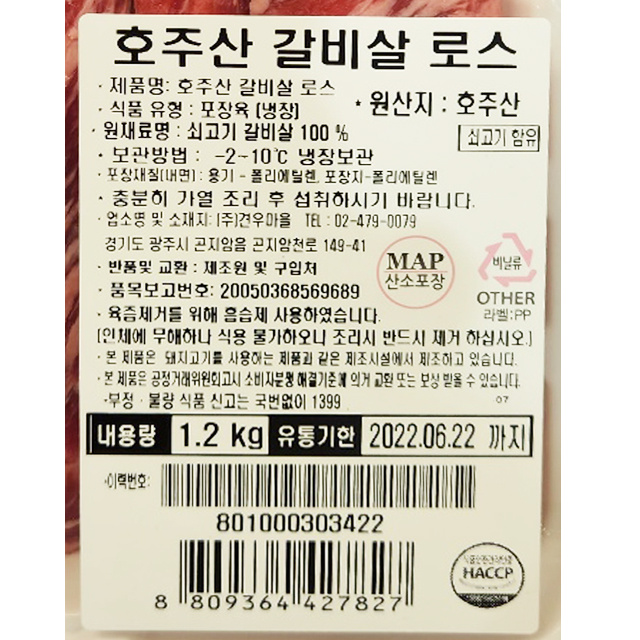 호주산 갈비살 로스
· 제품명: 호주산 갈비살 로스
· 식품 유형 : 포장육 (냉장)
* 원산지 : 호주산
· 원재료명 : 쇠고기 갈비살 100 %
쇠고기 함유
· 보관방법 : -2~10℃ 냉장보관
· 포장재질(내면) : 용기 - 폴리에틸렌, 포장지-폴리에틸렌
· 충분히 가열 조리 후 섭취하시기 바랍니다.
· 업소명 및 소재지: (주)견우마을 TEL : 02-479-0079
경기도 광주시 곤지암읍 곤지암천로 149-41
MAP
산소포장
비닐류
OTHER
라벨:PP
· 반품및 교환 : 제조원 및 구입처
· 품목보고번호: 20050368569689
· 육즙제거를 위해 흡습제 사용하였습니다.
(인체에 무해하나 식용 불가하오니 조리시 반드시 제거 하십시오.)
· 본 제품은 돼지고기를 사용하는 제품과 같은 제조시설에서 제조하고 있습니다.
· 본 제품은 공정거래위원회고시 소비자분쟁 해결기준에 의거 교환 또는 보상 받을 수 있습니다.
·부정 · 불량 식품 신고는 국번없이 1399
07
내용량 1.2 kg 유통기한 2022.06.22 까지
·이력번호:
801000303422
8 809364 427827
HACCP